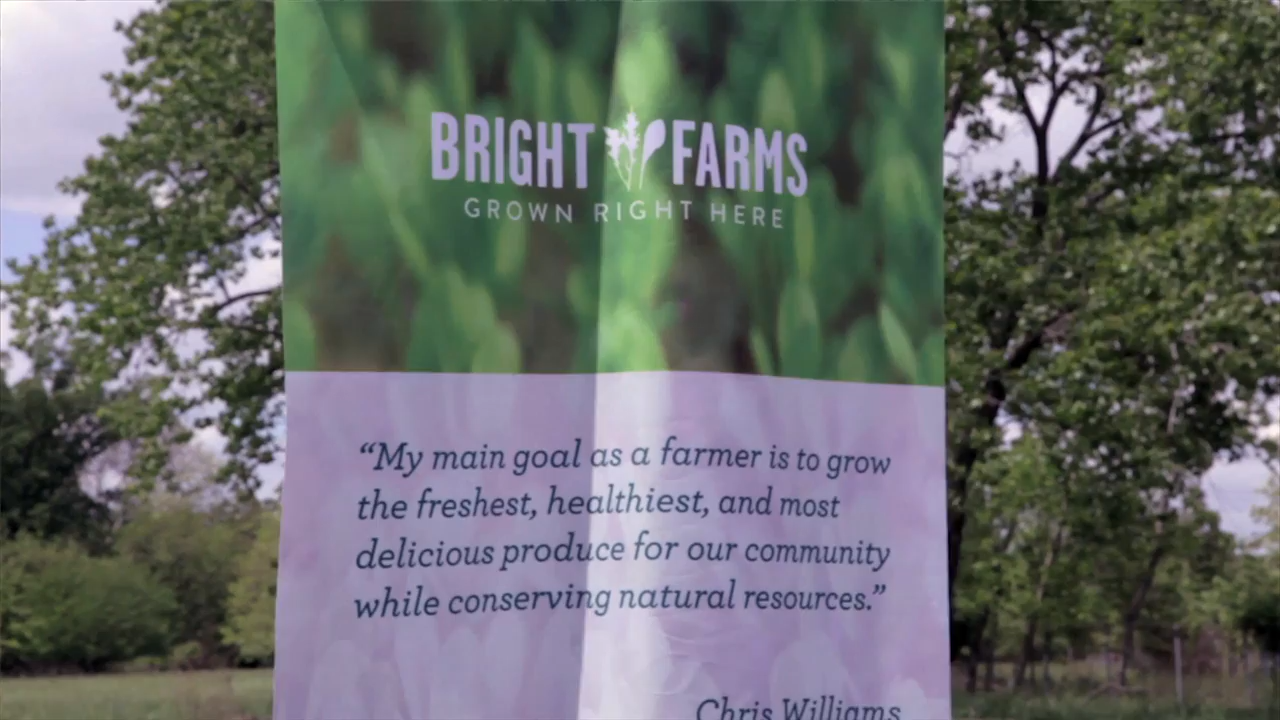 BRIGHT FARMS
GROWN RIGHT HERE
“My main goal as a farmer is to grow
the freshest, healthiest, and most
delicious produce for our community
while conserving natural resources.”
Chris Williams